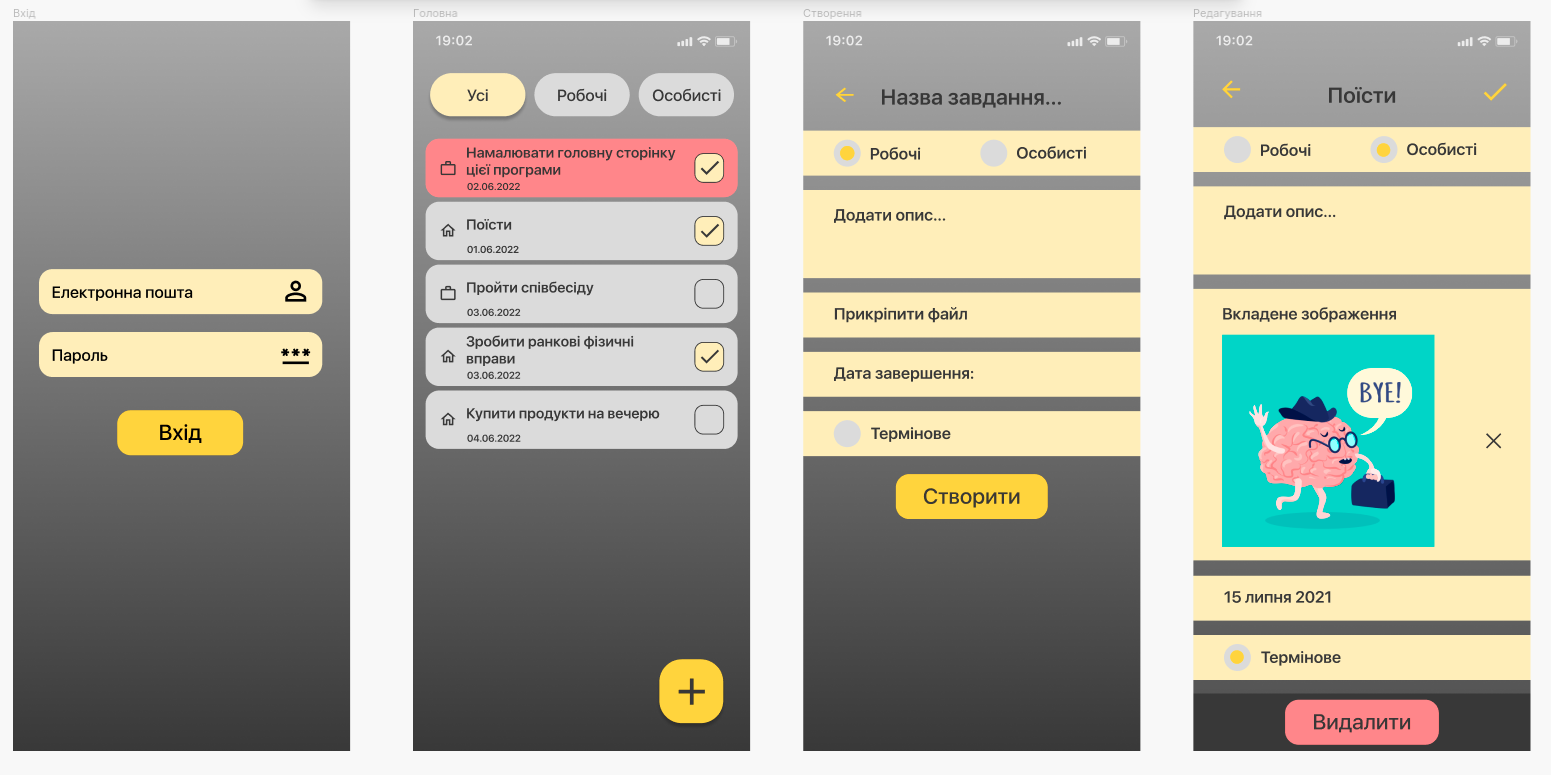 Вхід
Електронна пошта
Пароль
***
Вхід
Головна
19:02
Усі
Робочі
Особисті
Намалювати головну сторінку
цієї програми
02.06.2022
Поїсти
01.06.2022
Пройти співбесіду
03.06.2022
Зробити ранкові фізичні
вправи
03.06.2022
Купити продукти на вечерю
04.06.2022
+
Створення
19:02
Назва завдання...
Робочі
Особисті
Додати опис...
Прикріпити файл
Дата завершення:
Термінове
Створити
Редагування
19:02
Поїсти
Робочі
Особисті
Додати опис...
Вкладене зображення
BYE!
15 липня 2021
Термінове
Видалити